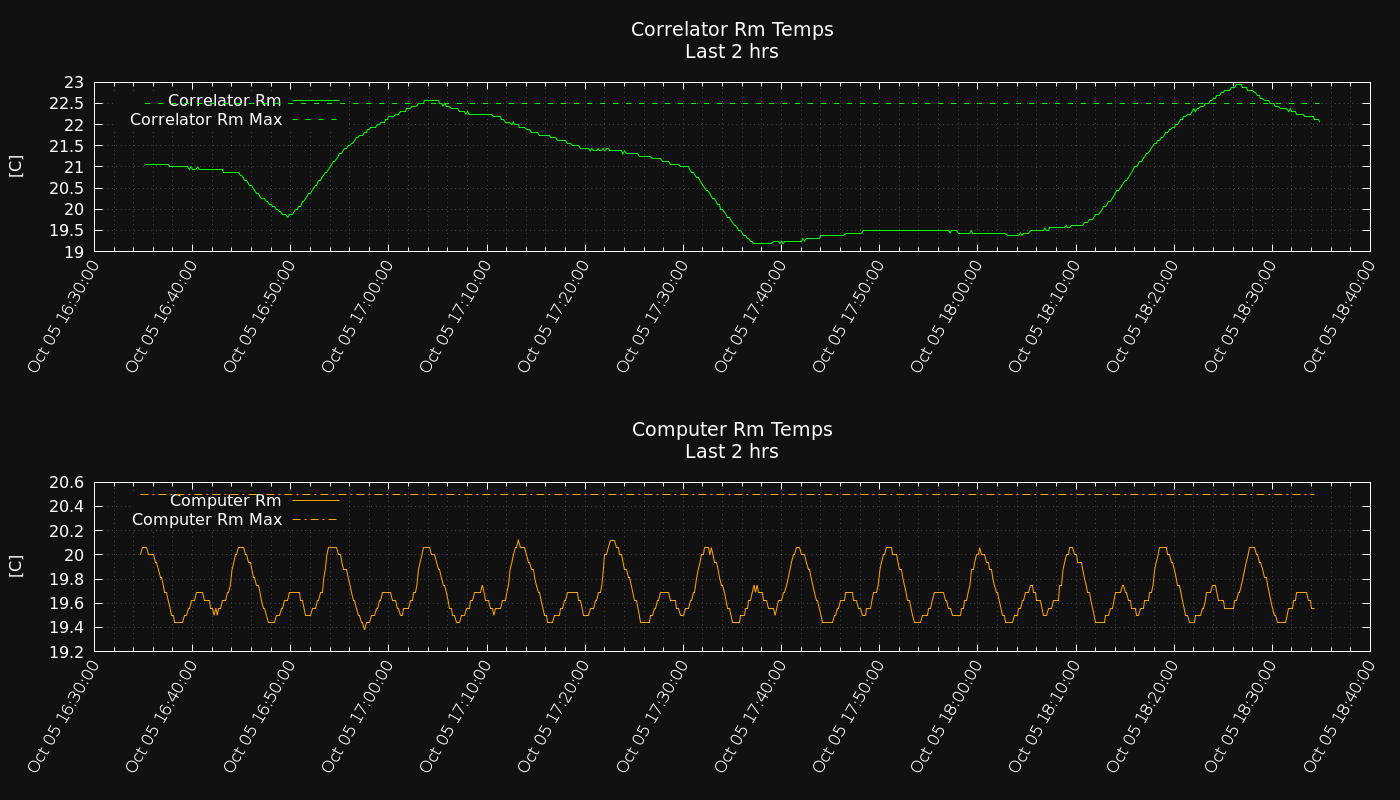 Correlator Rm Temps
Last 2 hrs
23
22.5
22
21.5
21
20.5
20
19.5
19
[C]
Correlator Rm
Correlator Rm Max
Oct 05 16:30:00
Oct 05 16:40:00
Oct 05 16:50:00
Oct 05 17:00:00
Oct 05 17:10:00
Oct 05 17:20:00
Oct 05 17:30:00
Oct 05 17:40:00
Oct 05 17:50:00
Oct 05 18:00:00
Oct 05 18:10:00
Oct 05 18:20:00
Oct 05 18:30:00
Oct 05 18:40:00
Computer Rm Temps
Last 2 hrs
20.6
20.4
20.2
20
19.8
19.6
19.4
19.2
[C]
Computer Rm
Computer Rm Max
Oct 05 16:30:00
Oct 05 16:40:00
Oct 05 16:50:00
Oct 05 17:00:00
Oct 05 17:10:00
Oct 05 17:20:00
Oct 05 17:30:00
Oct 05 17:40:00
Oct 05 17:50:00
Oct 05 18:00:00
Oct 05 18:10:00
Oct 05 18:20:00
Oct 05 18:30:00
Oct 05 18:40:00